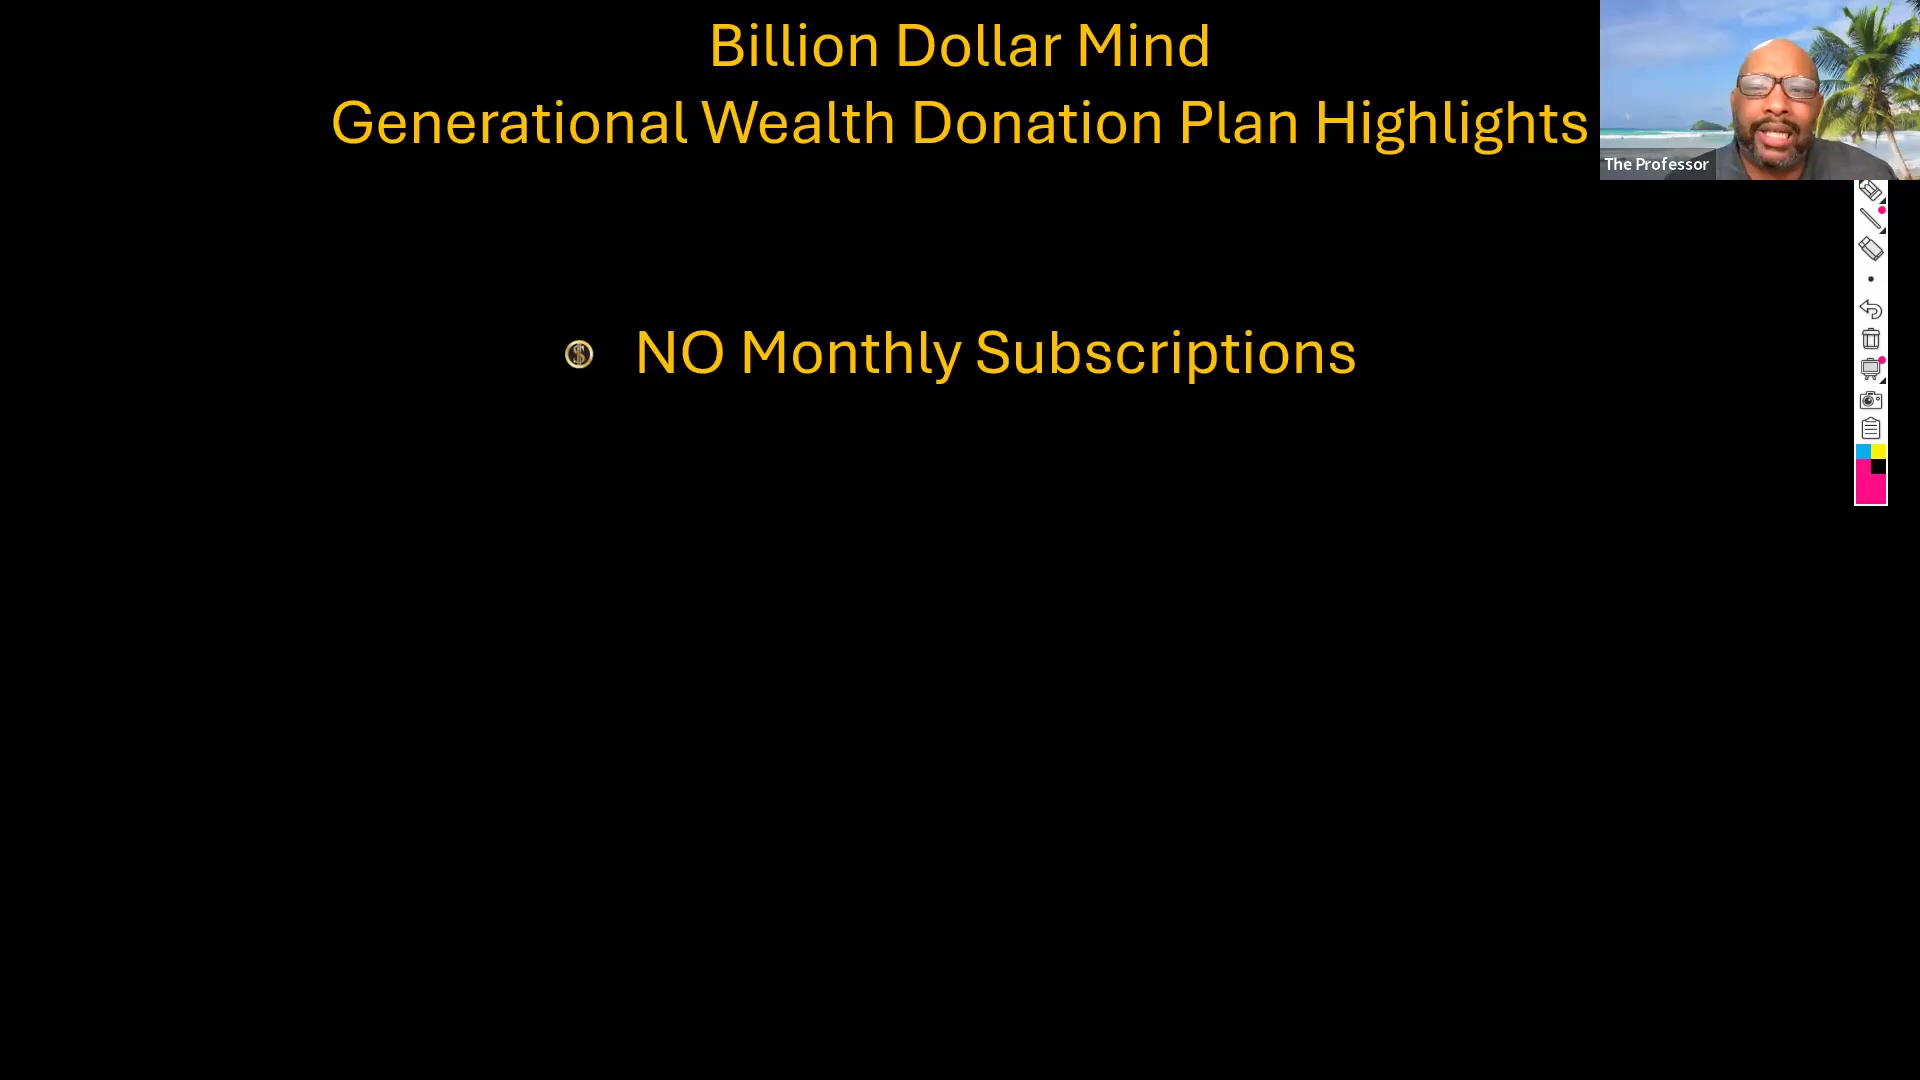 Billion Dollar Mind
Generational Wealth Donation Plan Highlights
The Professor
NO Monthly Subscriptions